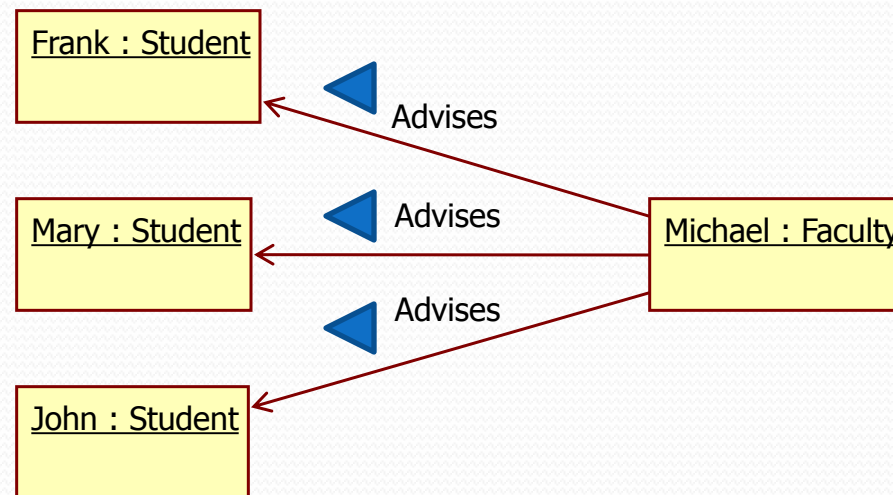 Frank : Student
Advises
Mary : Student
Advises
Michael : Faculty
Advises
John : Student